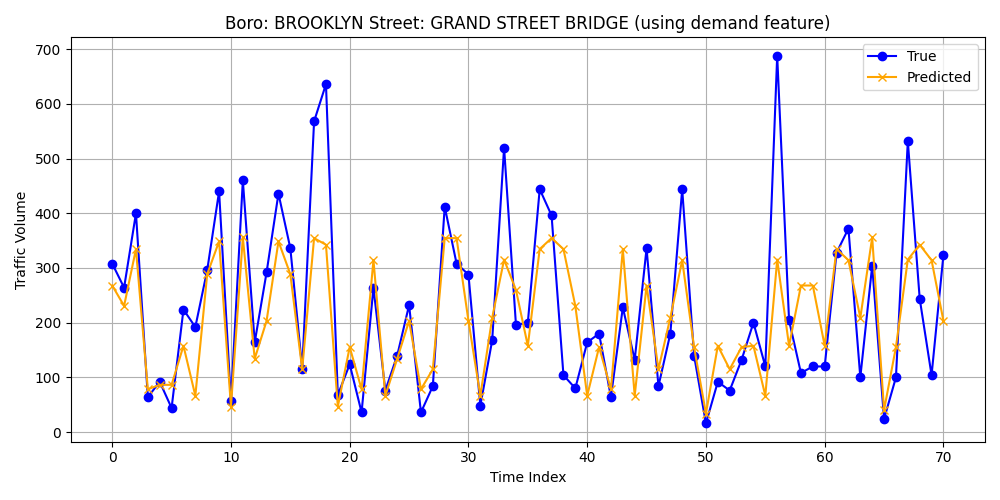 Boro: BROOKLYN Street: GRAND STREET BRIDGE (using demand feature)
True
Predicted
Traffic Volume
700
600
500
400
300
200
100
0
0 10 20 30 40 50 60 70
Time Index